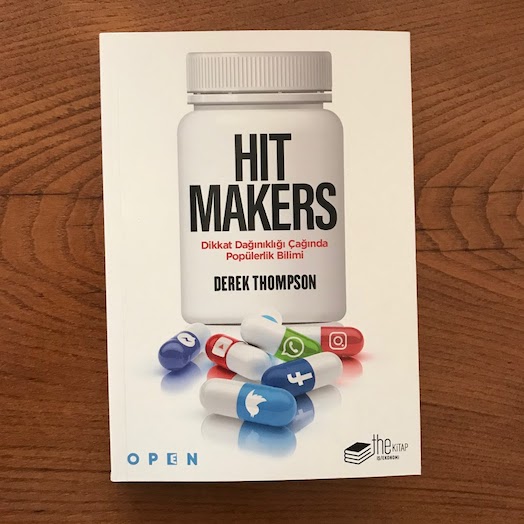 HIT
MAKERS
Dikkat Dağınıklığı Çağında
Popülerlik Bilimi
DEREK THOMPSON
OPEN
the KİTAP